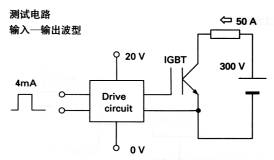 测试电路
输入—输出波型
50 A
20 V
IGBT
300 V
4mA
Drive
circuit
0 V